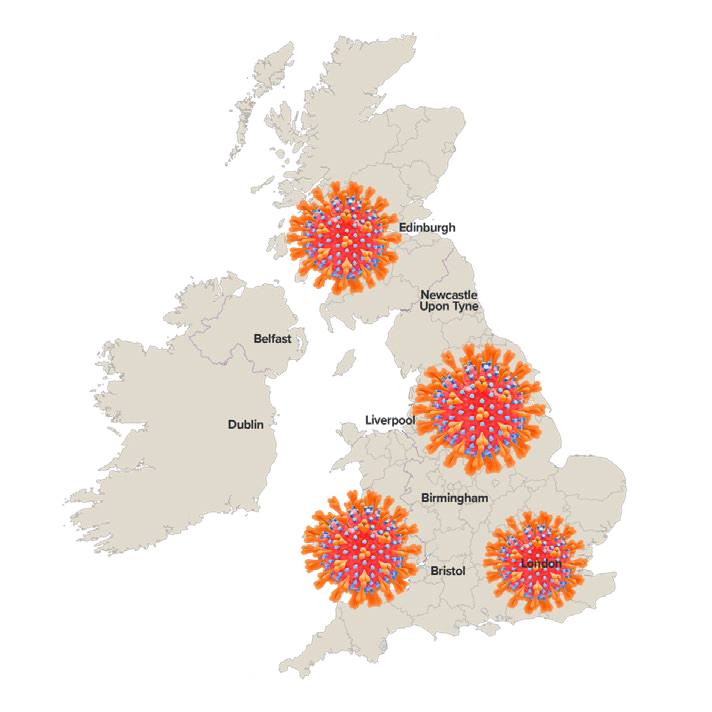 Edinburgh
Newcastle
Upon Tyne
Belfast
Liverpool
Dublin
Birmingham
London
Bristol